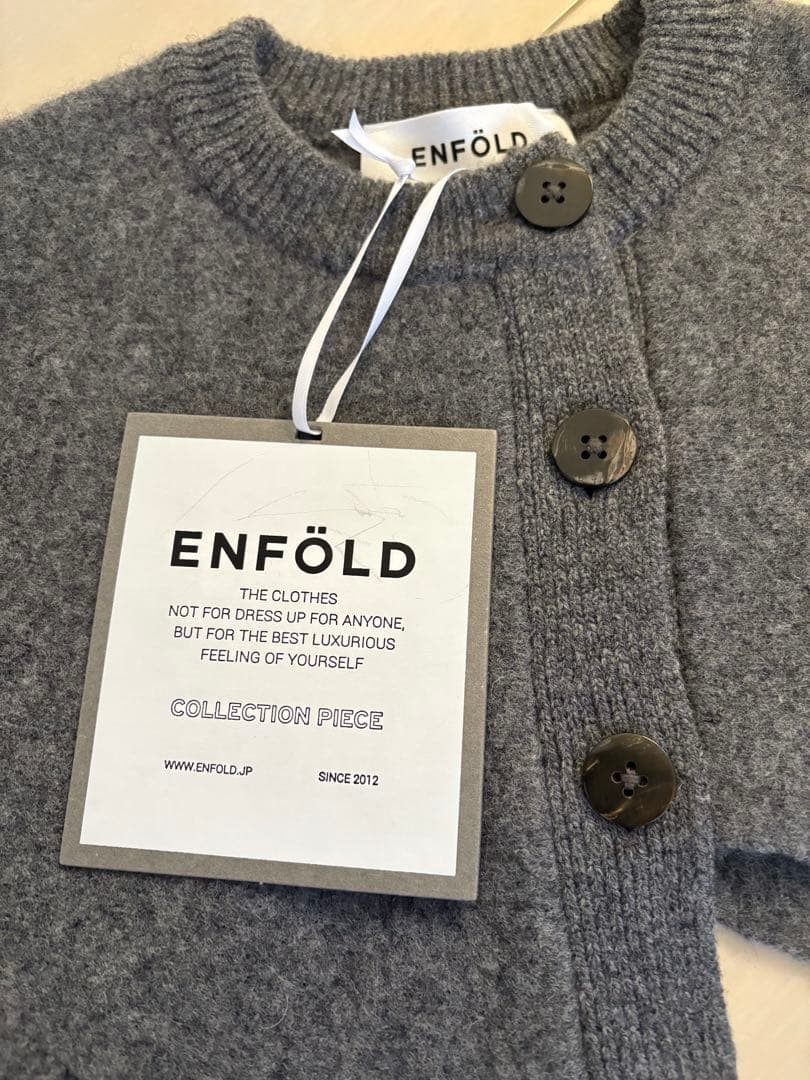 ENFÖLD
ENFÖLD
THE CLOTHES
NOT FOR DRESS UP FOR ANYONE,
BUT FOR THE BEST LUXURIOUS
FEELING OF YOURSELF
COLLECTION PIECE
WWW.ENFOLD.JP SINCE 2012